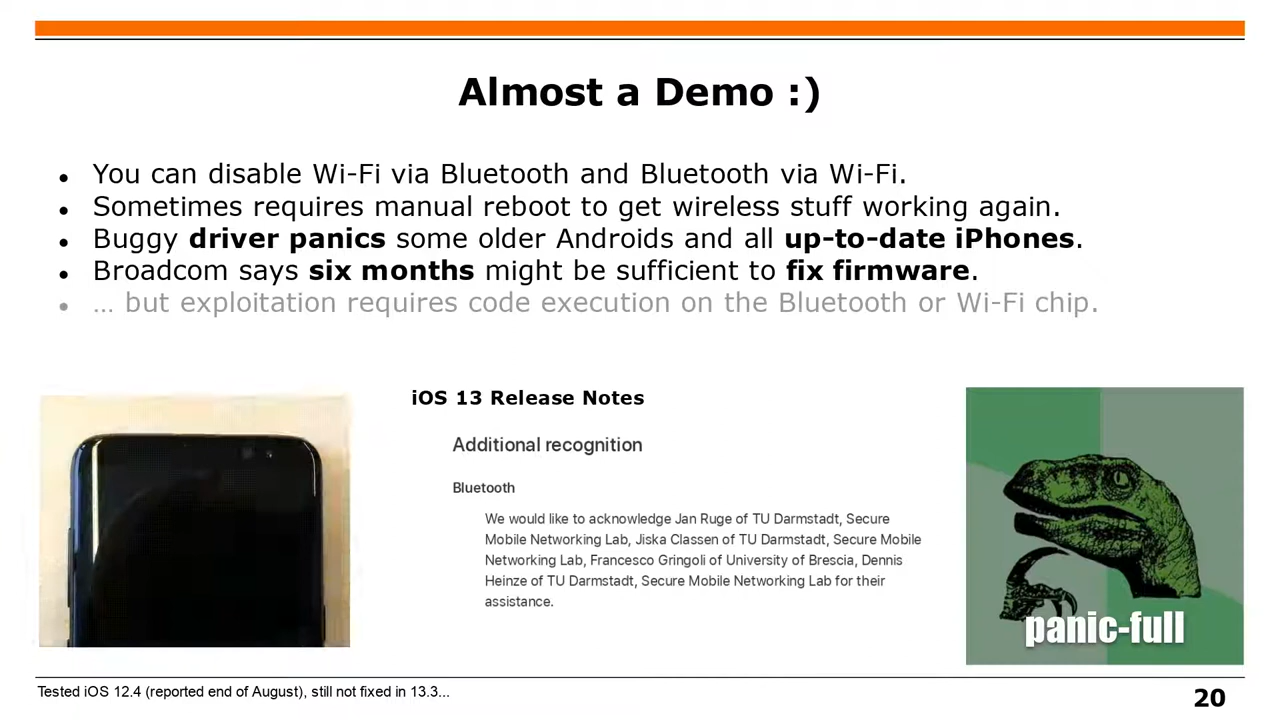 Almost a Demo :)
You can disable Wi-Fi via Bluetooth and Bluetooth via Wi-Fi.
Sometimes requires manual reboot to get wireless stuff working again.
Buggy driver panics some older Androids and all up-to-date iPhones.
Broadcom says six months might be sufficient to fix firmware.
… but exploitation requires code execution on the Bluetooth or Wi-Fi chip.
iOS 13 Release Notes
Additional recognition
Bluetooth
We would like to acknowledge Jan Ruge of TU Darmstadt, Secure
Mobile Networking Lab, Jiska Classen of TU Darmstadt, Secure Mobile
Networking Lab, Francesco Gringoli of University of Brescia, Dennis
Heinze of TU Darmstadt, Secure Mobile Networking Lab for their
assistance.
panic-full
Tested iOS 12.4 (reported end of August), still not fixed in 13.3...
20